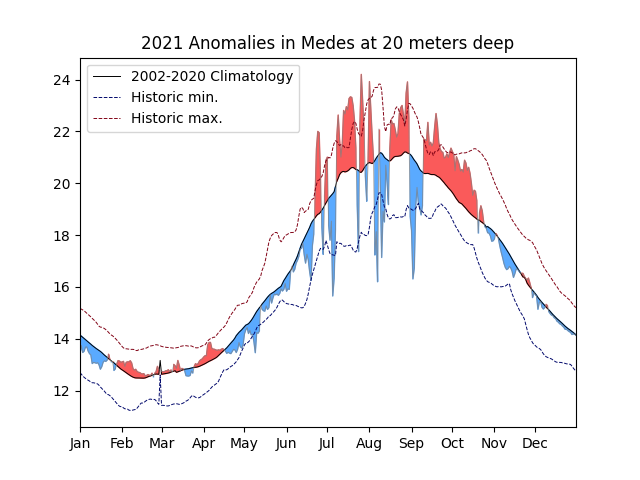 2021 Anomalies in Medes at 20 meters deep
2002-2020 Climatology
Historic min.
Historic max.
24
22
20
18
16
14
12
Jan Feb Mar Apr May Jun Jul Aug Sep Oct Nov Dec